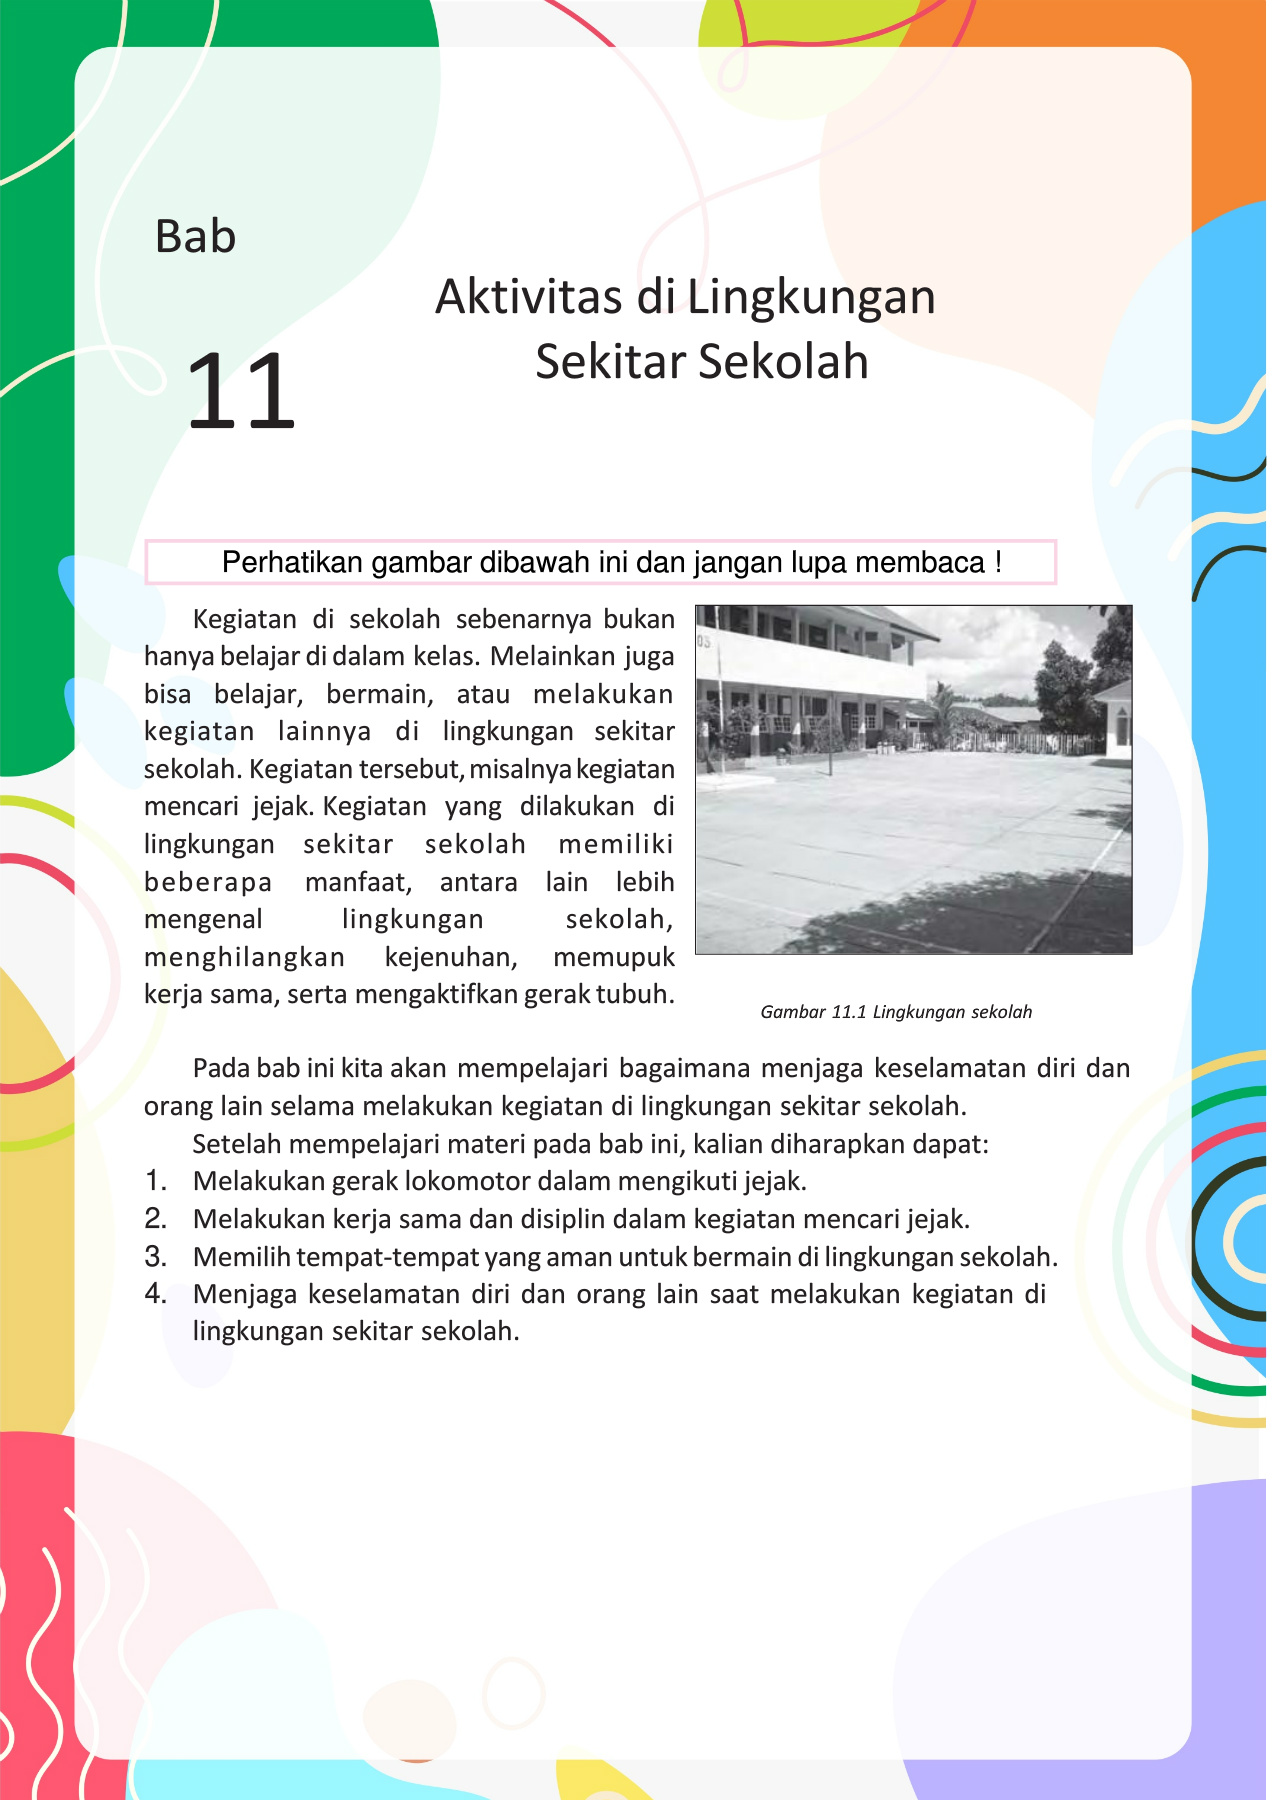 Bab
11
Aktivitas di Lingkungan
Sekitar Sekolah
Perhatikan gambar dibawah ini dan jangan lupa membaca !
Kegiatan di sekolah sebenarnya bukan
hanya belajar di dalam kelas. Melainkan juga
bisa belajar, bermain, atau melakukan
kegiatan lainnya di lingkungan sekitar
sekolah. Kegiatan tersebut, misalnya kegiatan
mencari jejak. Kegiatan yang dilakukan di
lingkungan sekitar sekolah memiliki
beberapa manfaat, antara lain lebih
mengenal lingkungan sekolah,
menghilangkan kejenuhan, memupuk
kerja sama, serta mengaktifkan gerak tubuh.
03
Gambar 11.1 Lingkungan sekolah
Pada bab ini kita akan mempelajari bagaimana menjaga keselamatan diri dan
orang lain selama melakukan kegiatan di lingkungan sekitar sekolah.
Setelah mempelajari materi pada bab ini, kalian diharapkan dapat:
1. Melakukan gerak lokomotor dalam mengikuti jejak.
2. Melakukan kerja sama dan disiplin dalam kegiatan mencari jejak.
3. Memilih tempat-tempat yang aman untuk bermain di lingkungan sekolah.
4. Menjaga keselamatan diri dan orang lain saat melakukan kegiatan di
lingkungan sekitar sekolah.